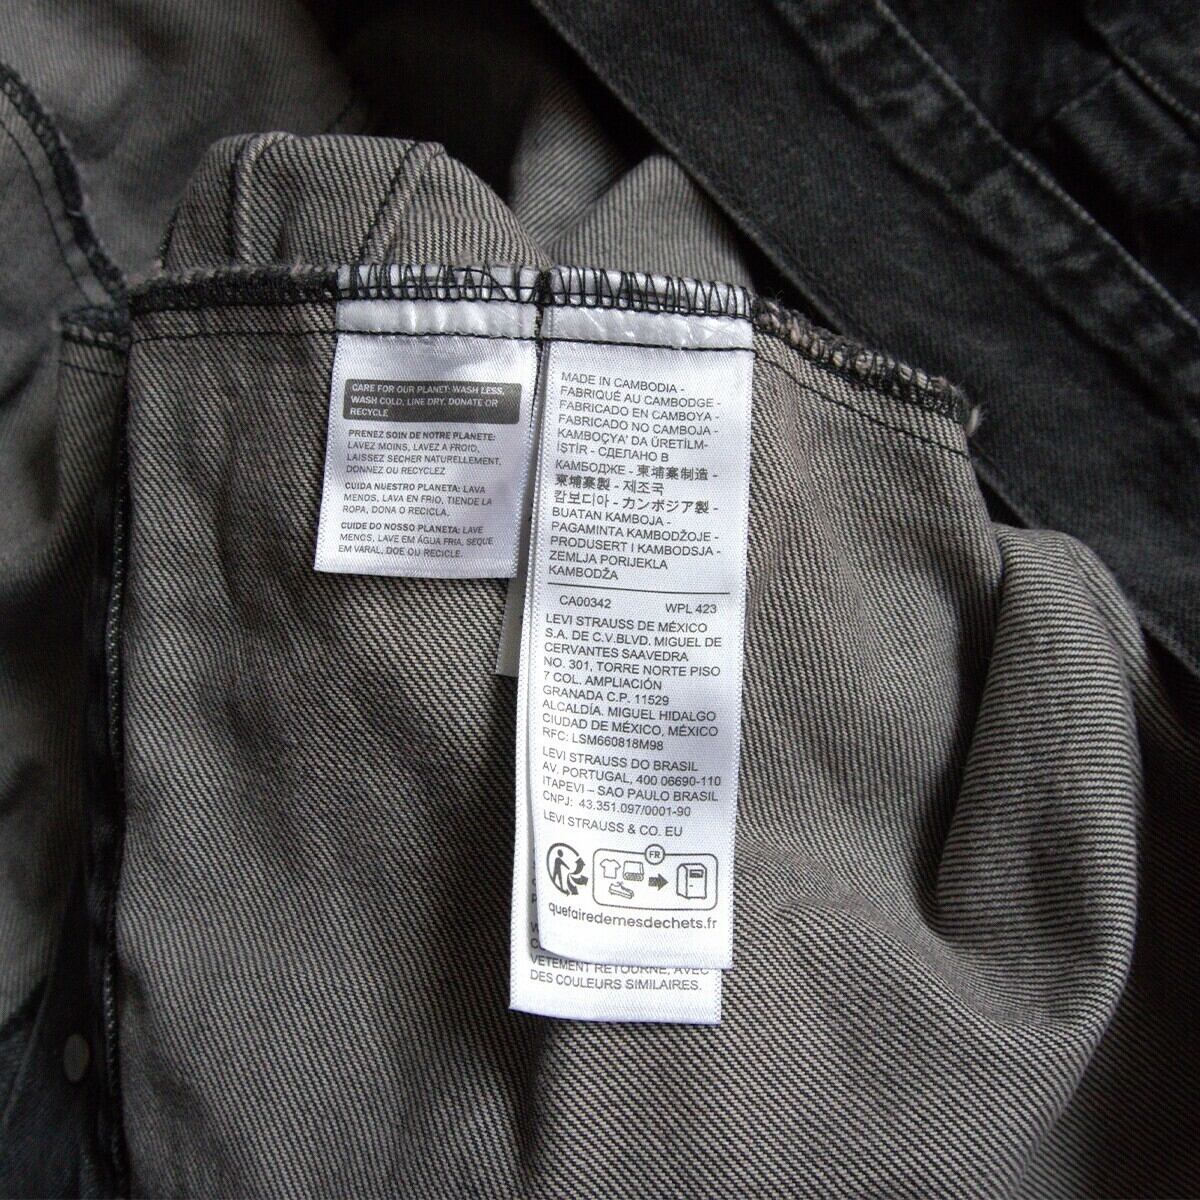 CARE FOR OUR PLANET: WASH LESS,
WASH COLD, LINE DRY, DONATE OR
RECYCLE
PRENEZ SOIN DE NOTRE PLANETE:
LAVEZ MOINS, LAVEZ A FROID,
LAISSEZ SECHER NATURELLEMENT,
DONNEZ OU RECYCLEZ
CUIDA NUESTRO PLANETA: LAVA
MENOS, LAVA EN FRIO, TIENDE LA
ROPA, DONA O RECICLA.
CUIDE DO NOSSO PLANETA: LAVE
MENOS, LAVE EM ÁGUA FRIA, SEQUE
EM VARAL, DOE OU RECICLE.
MADE IN CAMBODIA -
FABRIQUÉ AU CAMBODGE -
FABRICADO EN CAMBOYA -
FABRICADO NO CAMBOJA -
KAMBOÇYA' DA ÜRETİLM-
İŞTİR - СДЕЛАНО В
КАМБОДЖЕ - 柬埔寨制造 -
柬埔寨製 - 제조국
캄보디아 - カンボジア製 -
BUATAN KAMBOJA -
PAGAMINTA KAMBODŽOJE -
PRODUSERT I KAMBODSJA -
ZEMLJA PORIJEKLA
KAMBODŽA
CA00342 WPL 423
LEVI STRAUSS DE MÉXICO
S.A. DE C.V.BLVD. MIGUEL DE
CERVANTES SAAVEDRA
NO. 301, TORRE NORTE PISO
7 COL. AMPLIACIÓN
GRANADA C.P. 11529
ALCALDÍA. MIGUEL HIDALGO
CIUDAD DE MÉXICO, MÉXICO
RFC: LSM660818M98
LEVI STRAUSS DO BRASIL
AV. PORTUGAL, 400 06690-110
ITAPEVI – SAO PAULO BRASIL
CNPJ: 43.351.097/0001-90
LEVI STRAUSS & CO. EU
FR
quefairedemesdechets.fr
VÊTEMENT RETOURNÉ, AVEC
DES COULEURS SIMILAIRES.